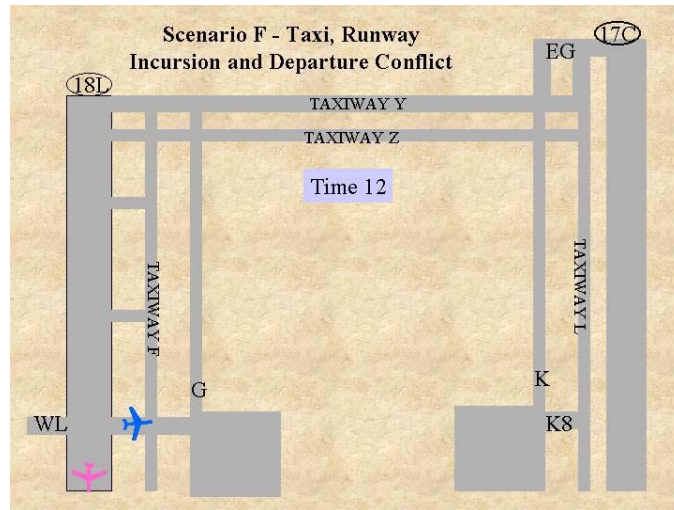 Scenario F - Taxi, Runway
Incursion and Departure Conflict
17C
EG
18L
TAXIWAY Y
TAXIWAY Z
Time 12
TAXIWAY F
TAXIWAY L
G
K
WL
K8